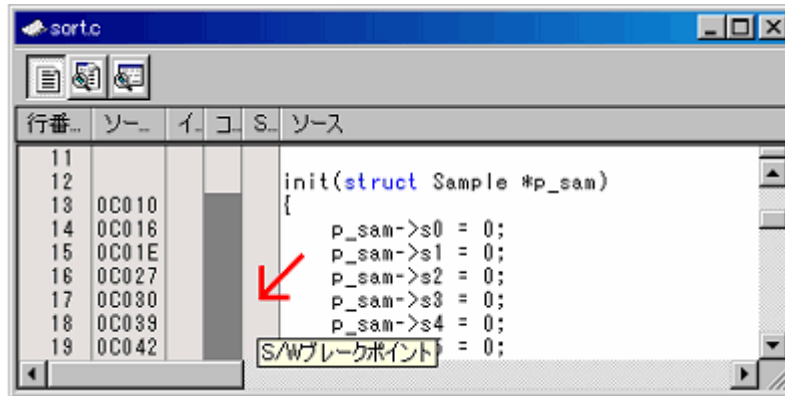 sort.c
行番... ソー... イ.. コ.. S.. ソース
11
12 init(struct Sample *p_sam)
13 0C010 {
14 0C016 p_sam->s0 = 0;
15 0C01E p_sam->s1 = 0;
16 0C027 p_sam->s2 = 0;
17 0C030 p_sam->s3 = 0;
18 0C039 p_sam->s4 = 0;
19 0C042 = 0;
S/Wブレークポイント